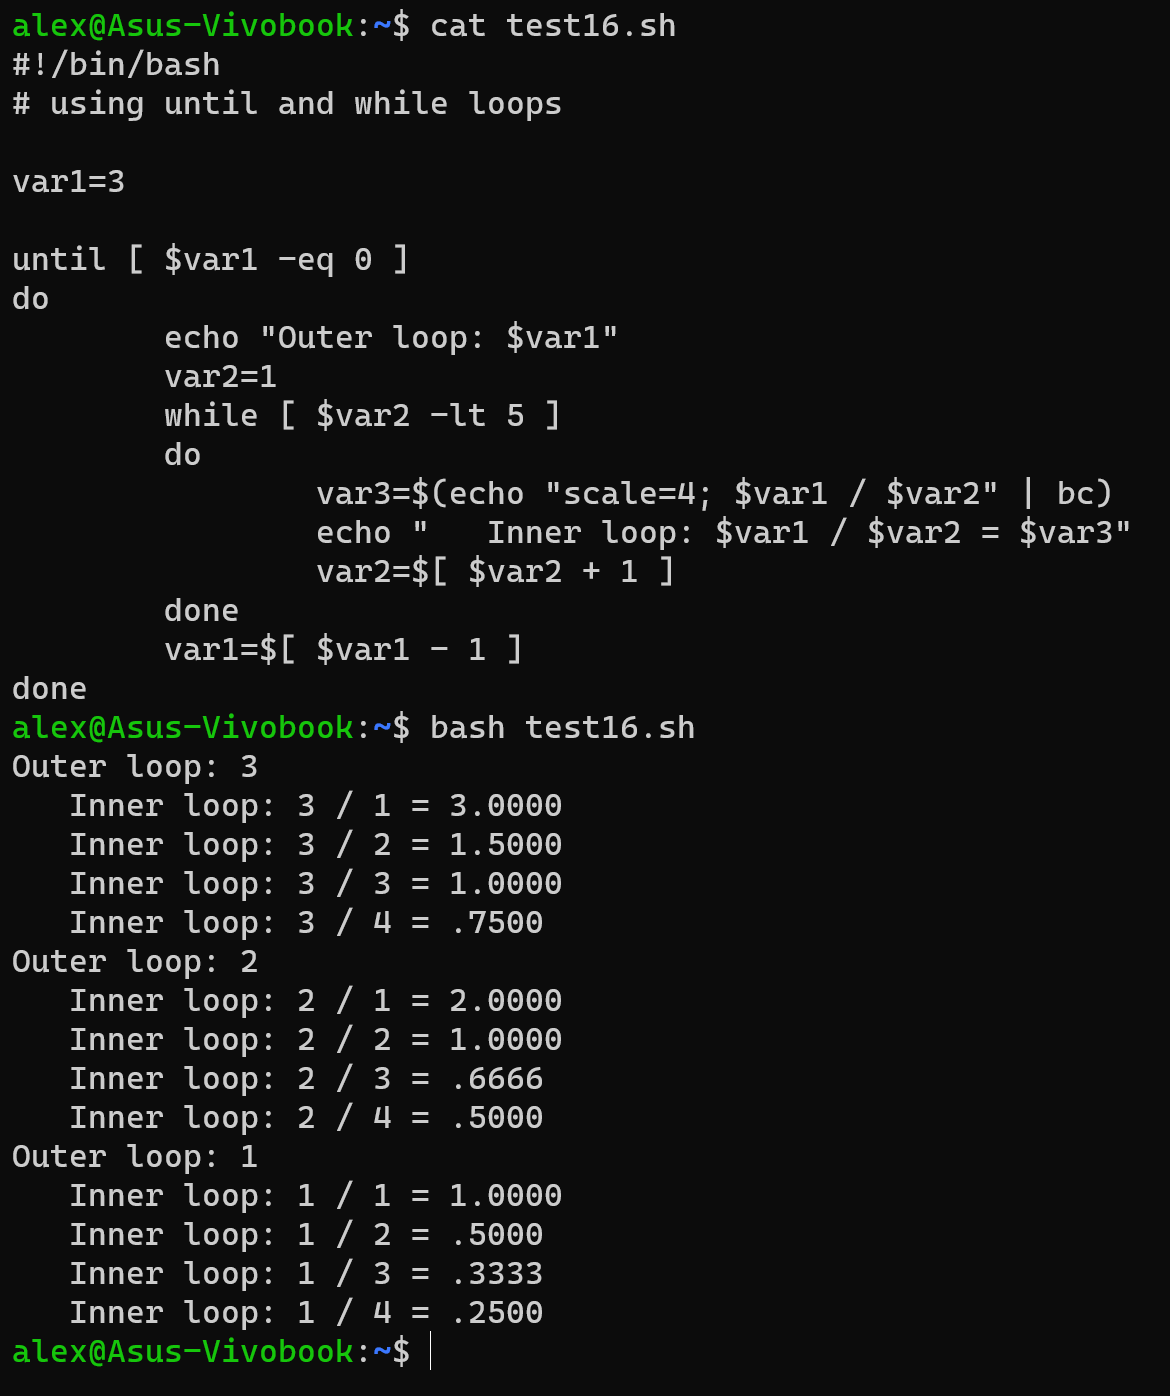 alex@Asus-Vivobook:~$ cat test16.sh
#!/bin/bash
# using until and while loops

var1=3

until [ $var1 -eq 0 ]
do
        echo "Outer loop: $var1"
        var2=1
        while [ $var2 -lt 5 ]
        do
                var3=$(echo "scale=4; $var1 / $var2" | bc)
                echo "   Inner loop: $var1 / $var2 = $var3"
                var2=$[ $var2 + 1 ]
        done
        var1=$[ $var1 - 1 ]
done
alex@Asus-Vivobook:~$ bash test16.sh
Outer loop: 3
   Inner loop: 3 / 1 = 3.0000
   Inner loop: 3 / 2 = 1.5000
   Inner loop: 3 / 3 = 1.0000
   Inner loop: 3 / 4 = .7500
Outer loop: 2
   Inner loop: 2 / 1 = 2.0000
   Inner loop: 2 / 2 = 1.0000
   Inner loop: 2 / 3 = .6666
   Inner loop: 2 / 4 = .5000
Outer loop: 1
   Inner loop: 1 / 1 = 1.0000
   Inner loop: 1 / 2 = .5000
   Inner loop: 1 / 3 = .3333
   Inner loop: 1 / 4 = .2500
alex@Asus-Vivobook:~$